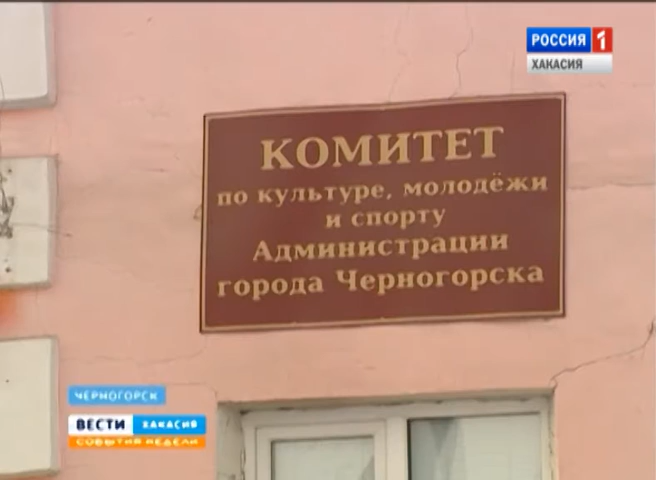 РОССИЯ 1
ХАКАСИЯ
КОМИТЕТ
по культуре, молодёжи
и спорту
Администрации
города Черногорска
ЧЕРНОГОРСК
ВЕСТИ ХАКАСИЯ
СОБЫТИЯ НЕДЕЛИ